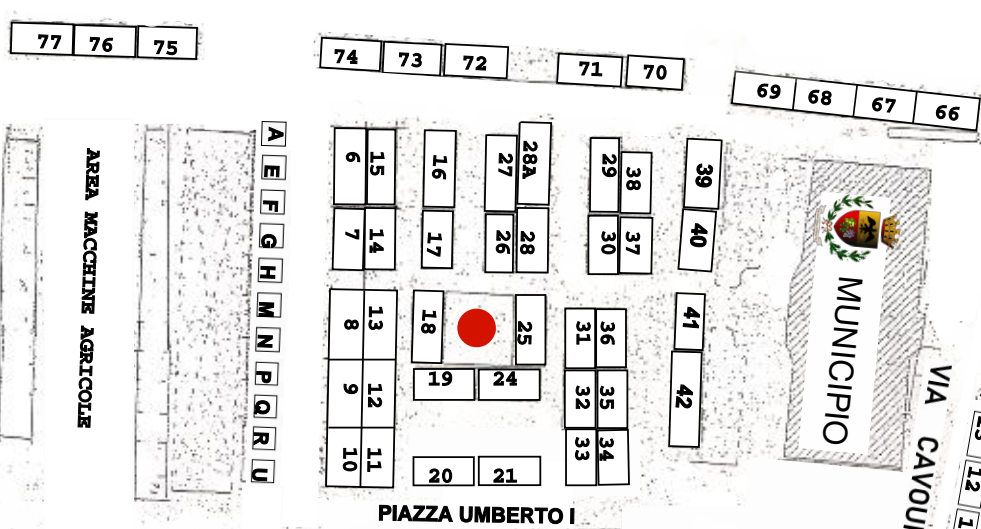 77 76 75
74 73 72
71 70
69 68 67 66
A
E
F
G
H
M
N
P
Q
R
U
AREA MACCHINE AGRICOLE
6 15
7 14
8 13
9 12
10 11
16
17
18
19 24
20 21
27 28A
26 28
25
29 38
30 37
31 36
32 35
33 34
39
40
41
42
MUNICIPIO
VIA CAVOUR
12
PIAZZA UMBERTO I